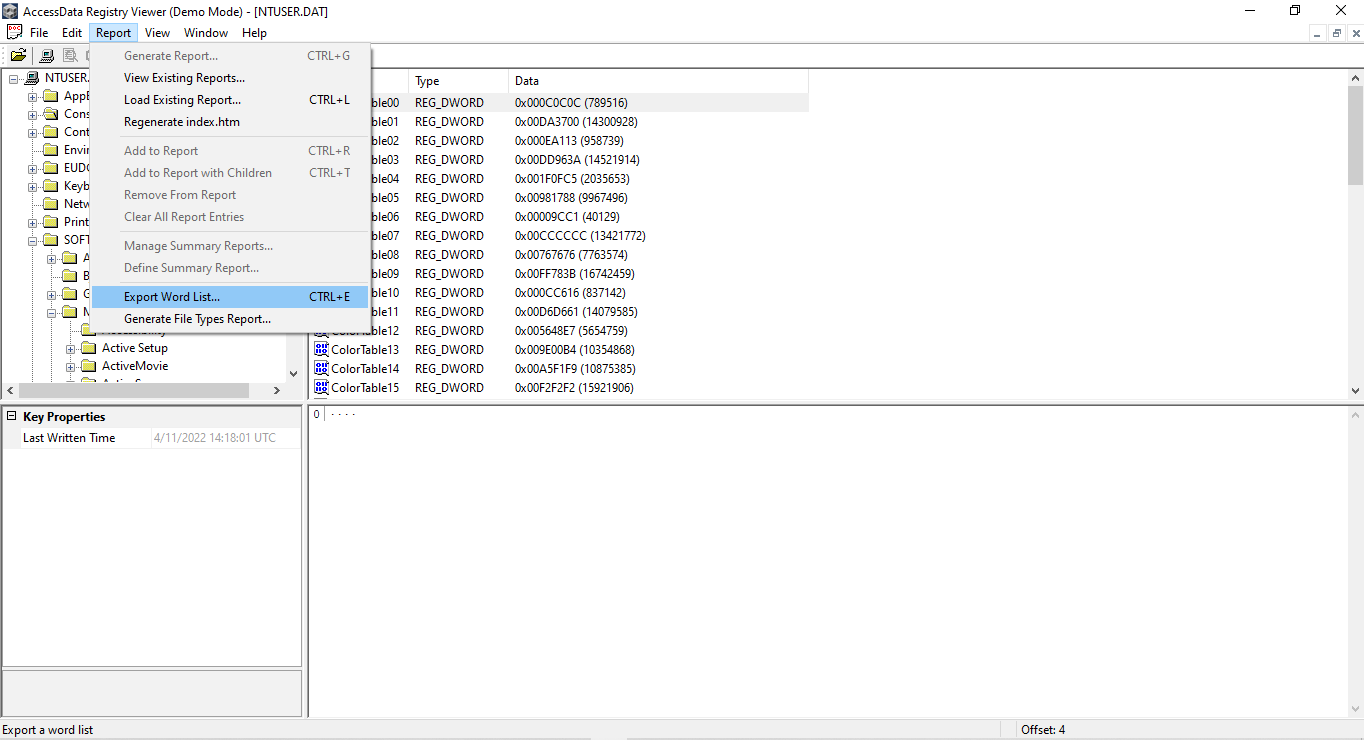 AccessData Registry Viewer (Demo Mode) - [NTUSER.DAT]
File Edit Report View Window Help
Generate Report... CTRL+G
View Existing Reports...
Load Existing Report... CTRL+L
Regenerate index.htm
Add to Report CTRL+R
Add to Report with Children CTRL+T
Remove From Report
Clear All Report Entries
Manage Summary Reports...
Define Summary Report...
Export Word List... CTRL+E
Generate File Types Report...
NTUSER.
AppE
Cons
Cont
Envir
EUDC
Keyb
Netw
Print
SOFT
A
B
M
Active Setup
ActiveMovie
Type Data
ble00 REG_DWORD 0x000C0C0C (789516)
ble01 REG_DWORD 0x00DA3700 (14300928)
ble02 REG_DWORD 0x000EA113 (958739)
ble03 REG_DWORD 0x00DD963A (14521914)
ble04 REG_DWORD 0x001F0FC5 (2035653)
ble05 REG_DWORD 0x00981788 (9967496)
ble06 REG_DWORD 0x00009CC1 (40129)
ble07 REG_DWORD 0x00CCCCCC (13421772)
ble08 REG_DWORD 0x00767676 (7763574)
ble09 REG_DWORD 0x00FF783B (16742459)
ble10 REG_DWORD 0x000CC616 (837142)
ble11 REG_DWORD 0x00D6D661 (14079585)
ColorTable12 REG_DWORD 0x005648E7 (5654759)
ColorTable13 REG_DWORD 0x009E00B4 (10354868)
ColorTable14 REG_DWORD 0x00A5F1F9 (10875385)
ColorTable15 REG_DWORD 0x00F2F2F2 (15921906)
Key Properties
Last Written Time 4/11/2022 14:18:01 UTC
0 ....
Export a word list Offset: 4